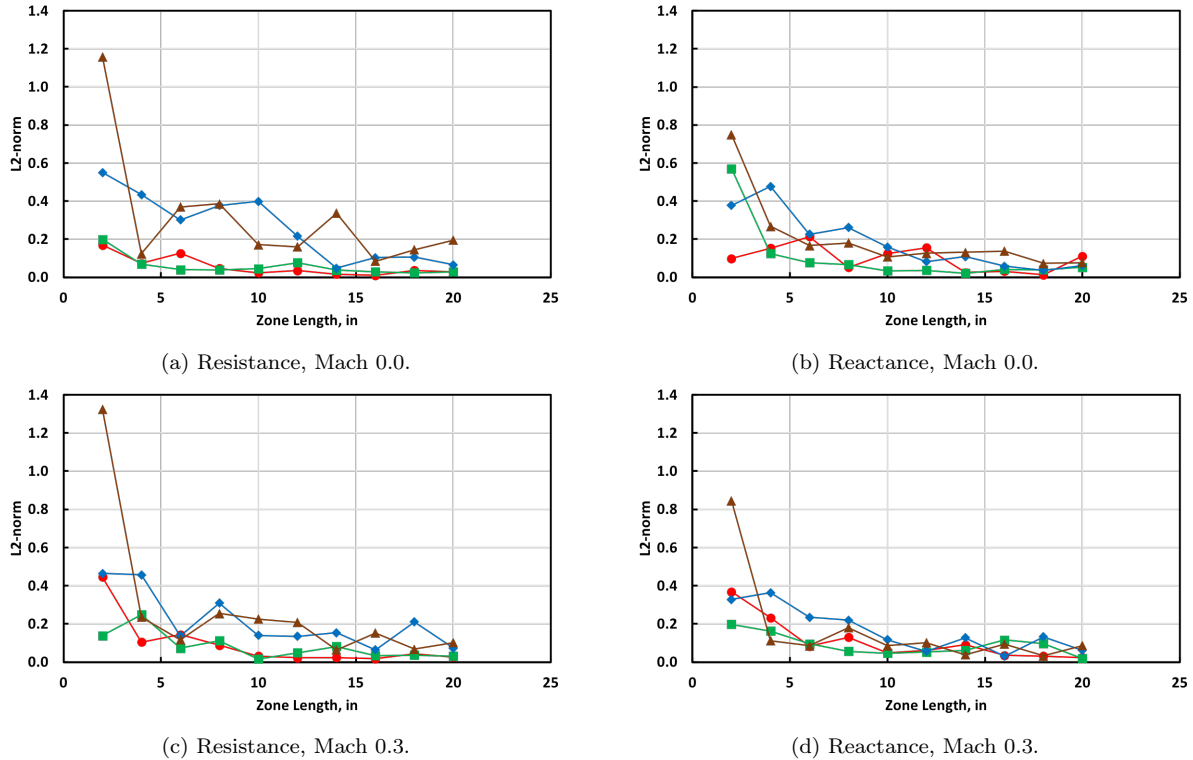 1.4
1.2
1.0
0.8
0.6
0.4
0.2
0.0
L2-norm
0 5 10 15 20 25
Zone Length, in
(a) Resistance, Mach 0.0.
1.4
1.2
1.0
0.8
0.6
0.4
0.2
0.0
L2-norm
0 5 10 15 20 25
Zone Length, in
(b) Reactance, Mach 0.0.
1.4
1.2
1.0
0.8
0.6
0.4
0.2
0.0
L2-norm
0 5 10 15 20 25
Zone Length, in
(c) Resistance, Mach 0.3.
1.4
1.2
1.0
0.8
0.6
0.4
0.2
0.0
L2-norm
0 5 10 15 20 25
Zone Length, in
(d) Reactance, Mach 0.3.